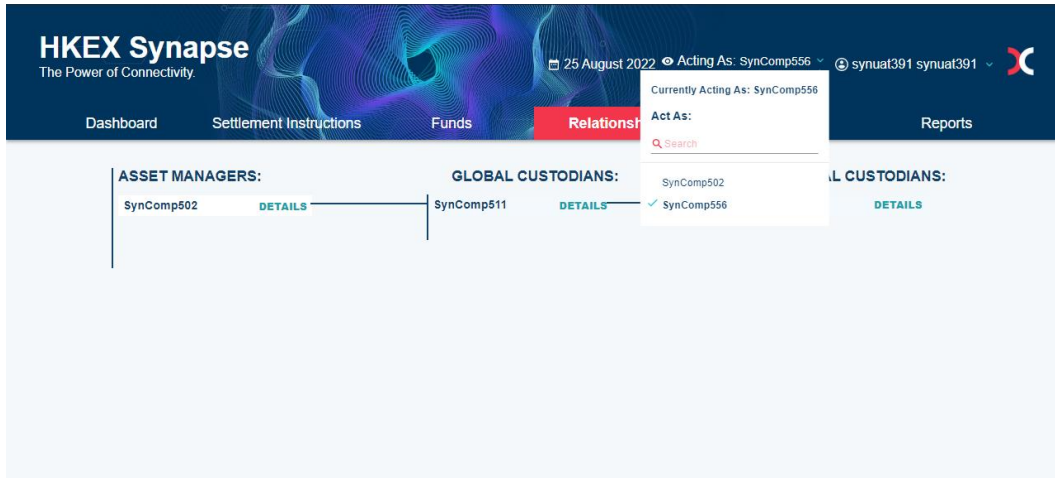 HKEX Synapse
The Power of Connectivity.
25 August 2022 Acting As: SynComp556 synuat391 synuat391
Currently Acting As: SynComp556
Act As:
Search
SynComp502
SynComp556
Dashboard Settlement Instructions Funds Relationsh Reports
ASSET MANAGERS: GLOBAL CUSTODIANS: L CUSTODIANS:
SynComp502 DETAILS SynComp511 DETAILS DETAILS